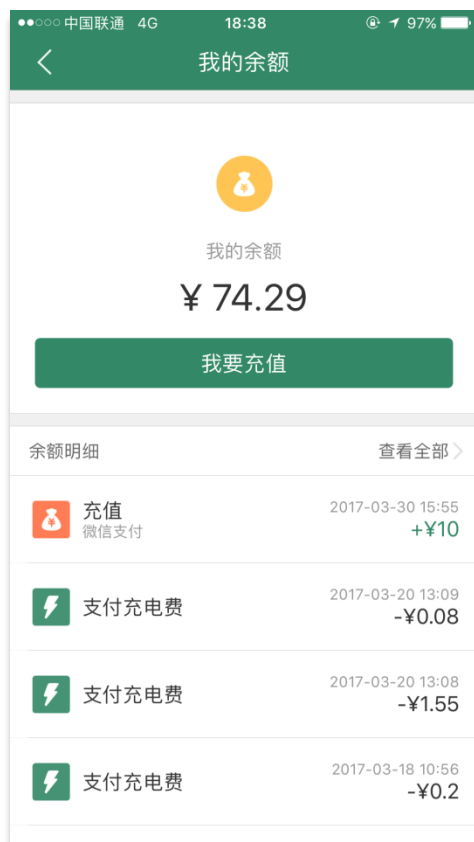 中国联通 4G 18:38 97%
我的余额
我的余额
¥ 74.29
我要充值
余额明细 查看全部
充值 2017-03-30 15:55
微信支付 +¥10
支付充电费 2017-03-20 13:09
-¥0.08
支付充电费 2017-03-20 13:08
-¥1.55
支付充电费 2017-03-18 10:56
-¥0.2